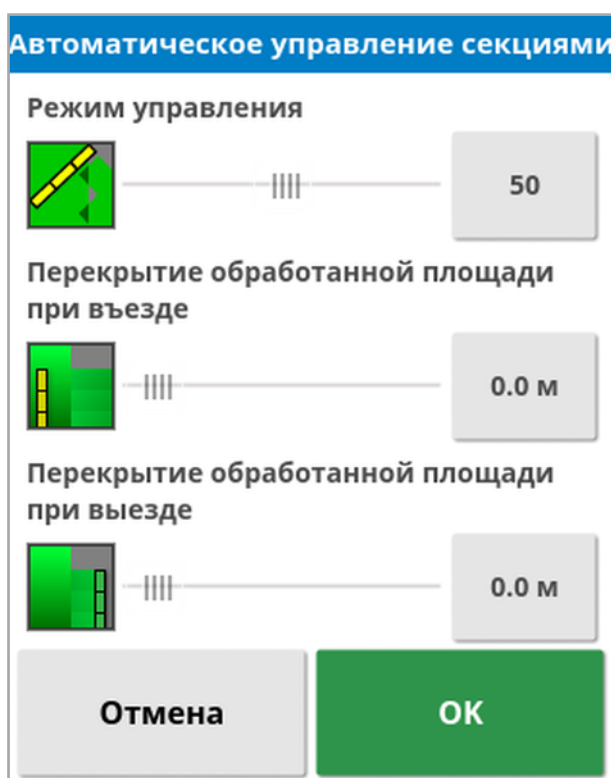 Автоматическое управление секциями
Режим управления
50
Перекрытие обработанной площади
при въезде
0.0 м
Перекрытие обработанной площади
при выезде
0.0 м
Отмена
OK